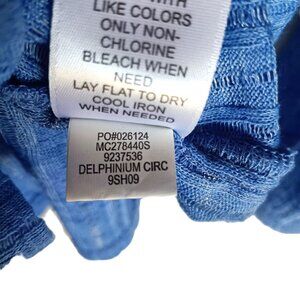 WITH
LIKE COLORS
ONLY NON-
CHLORINE
BLEACH WHEN
NEED
LAY FLAT TO DRY
COOL IRON
WHEN NEEDED
PO#026124
MC278440S
9237536
DELPHINIUM CIRC
9SH09